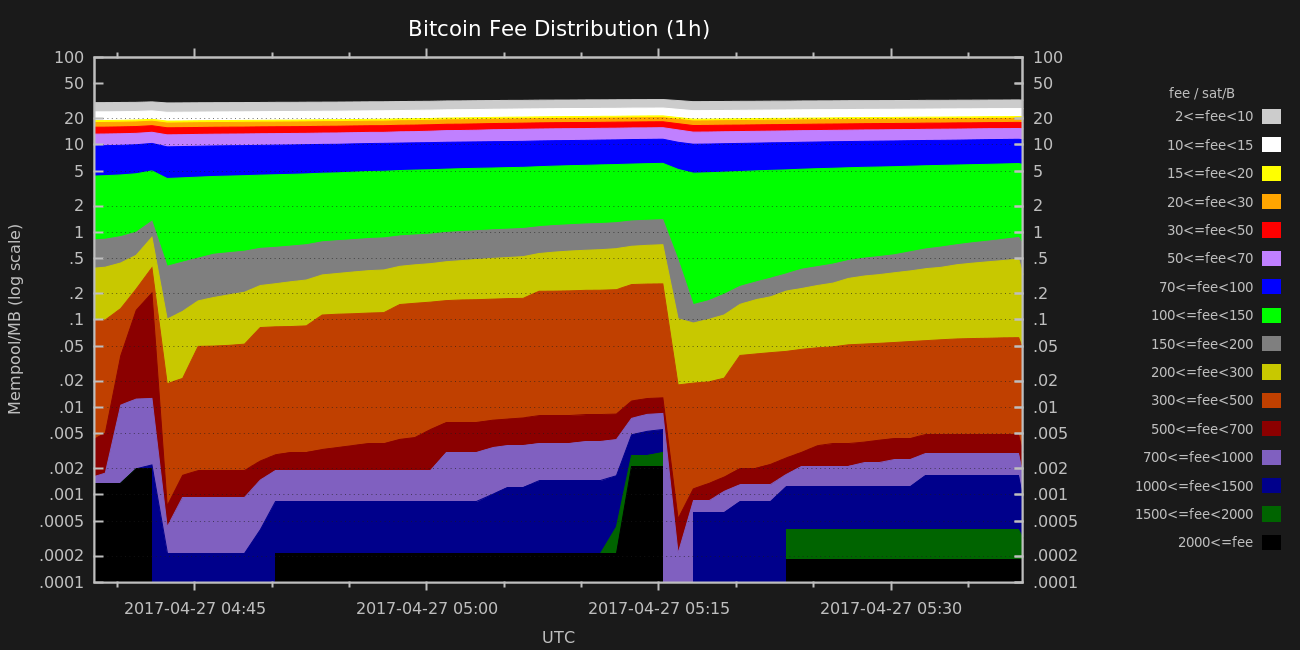 Bitcoin Fee Distribution (1h)
100
50
20
10
5
2
1
.5
.2
.1
.05
.02
.01
.005
.002
.001
.0005
.0002
.0001
Mempool/MB (log scale)
100
50
20
10
5
2
1
.5
.2
.1
.05
.02
.01
.005
.002
.001
.0005
.0002
.0001
2017-04-27 04:45
2017-04-27 05:00
2017-04-27 05:15
2017-04-27 05:30
UTC
fee / sat/B
2<=fee<10
10<=fee<15
15<=fee<20
20<=fee<30
30<=fee<50
50<=fee<70
70<=fee<100
100<=fee<150
150<=fee<200
200<=fee<300
300<=fee<500
500<=fee<700
700<=fee<1000
1000<=fee<1500
1500<=fee<2000
2000<=fee